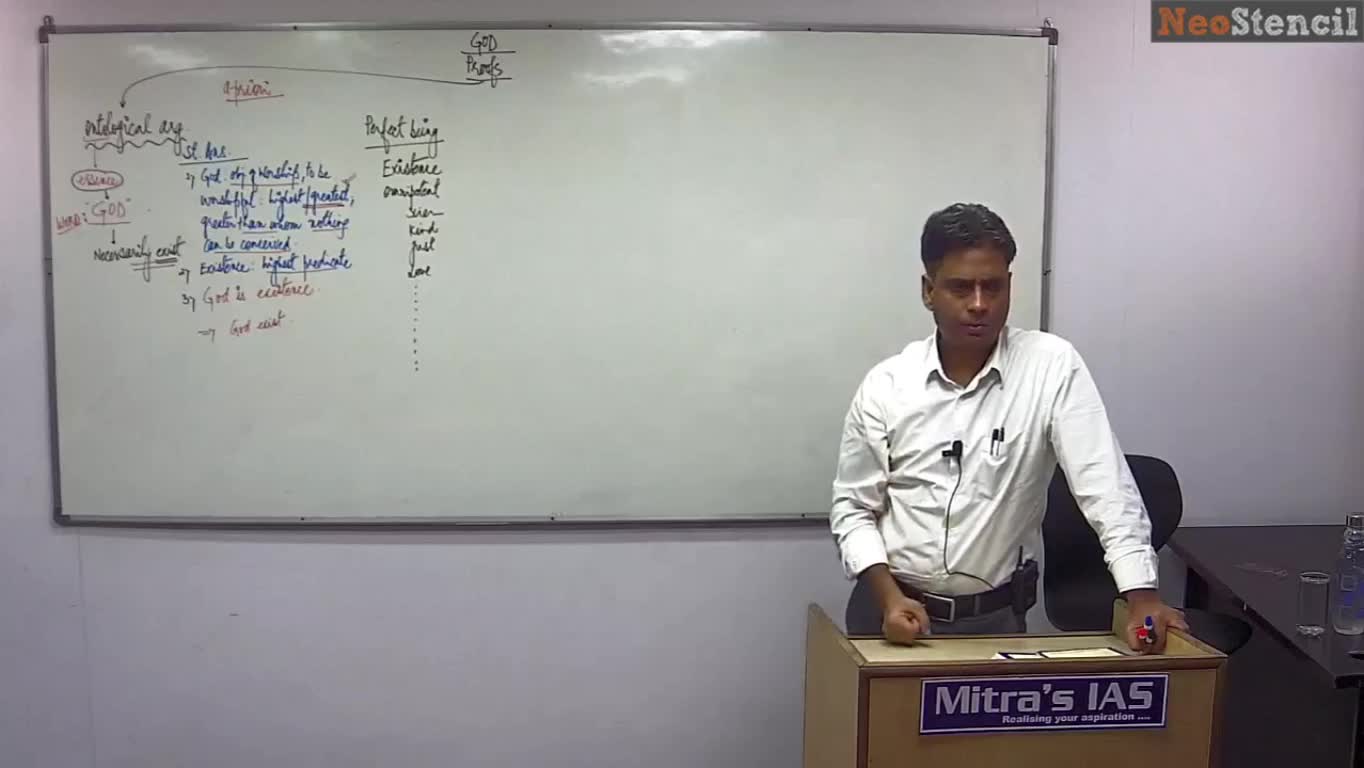 NeoStencil
GOD
Proofs
a priori
ontological arg.
essence
WORD: "GOD"
Necessarily exist
St. Ans.
1) God. obj of worship, to be
worshipful: highest/greatest,
greater than whom nothing
can be conceived.
2) Existence: highest predicate
3) God is existence.
=> God exist.
Perfect being
Existence
omnipotent
kind
just
Love
Mitra's IAS
Realising your aspiration ....